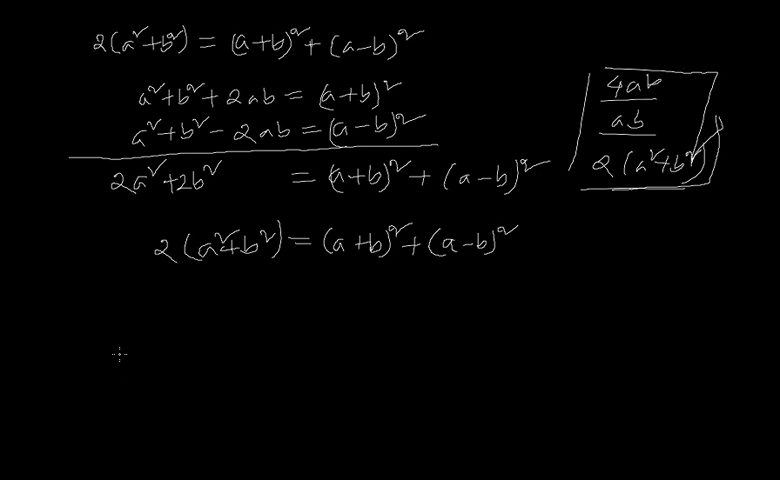 2(a²+b²) = (a+b)² + (a-b)²
a²+b²+2ab = (a+b)²
a²+b²-2ab = (a-b)²
2a²+2b² = (a+b)² + (a-b)²
2(a²+b²) = (a+b)²+(a-b)²
4ab
ab
2(a²+b²)